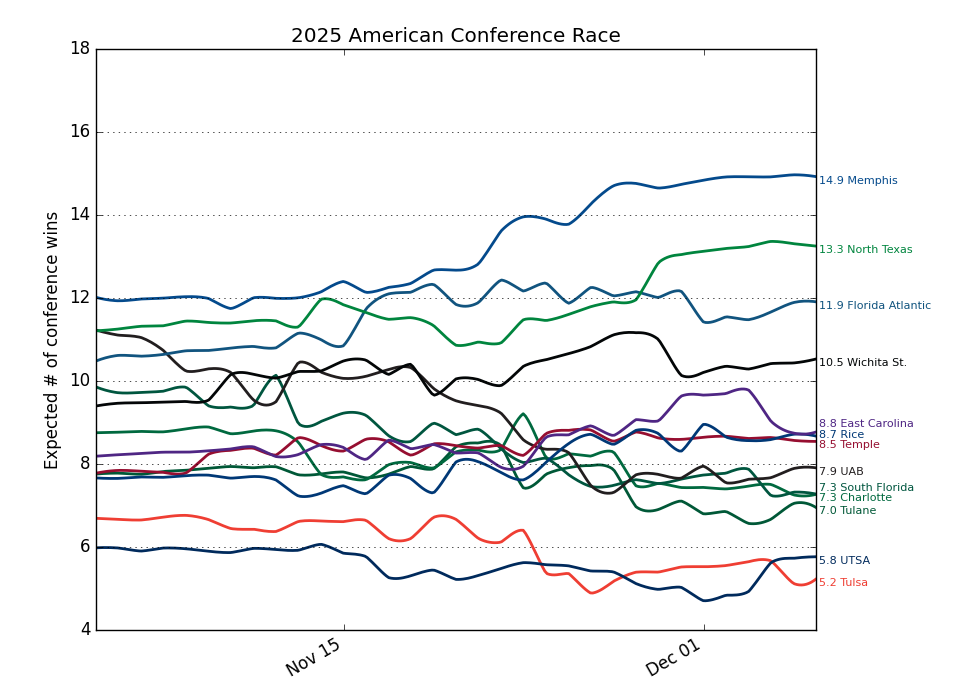 2025 American Conference Race
Expected # of conference wins
18
16
14
12
10
8
6
4
Nov 15
Dec 01
14.9 Memphis
13.3 North Texas
11.9 Florida Atlantic
10.5 Wichita St.
8.8 East Carolina
8.7 Rice
8.5 Temple
7.9 UAB
7.3 South Florida
7.3 Charlotte
7.0 Tulane
5.8 UTSA
5.2 Tulsa